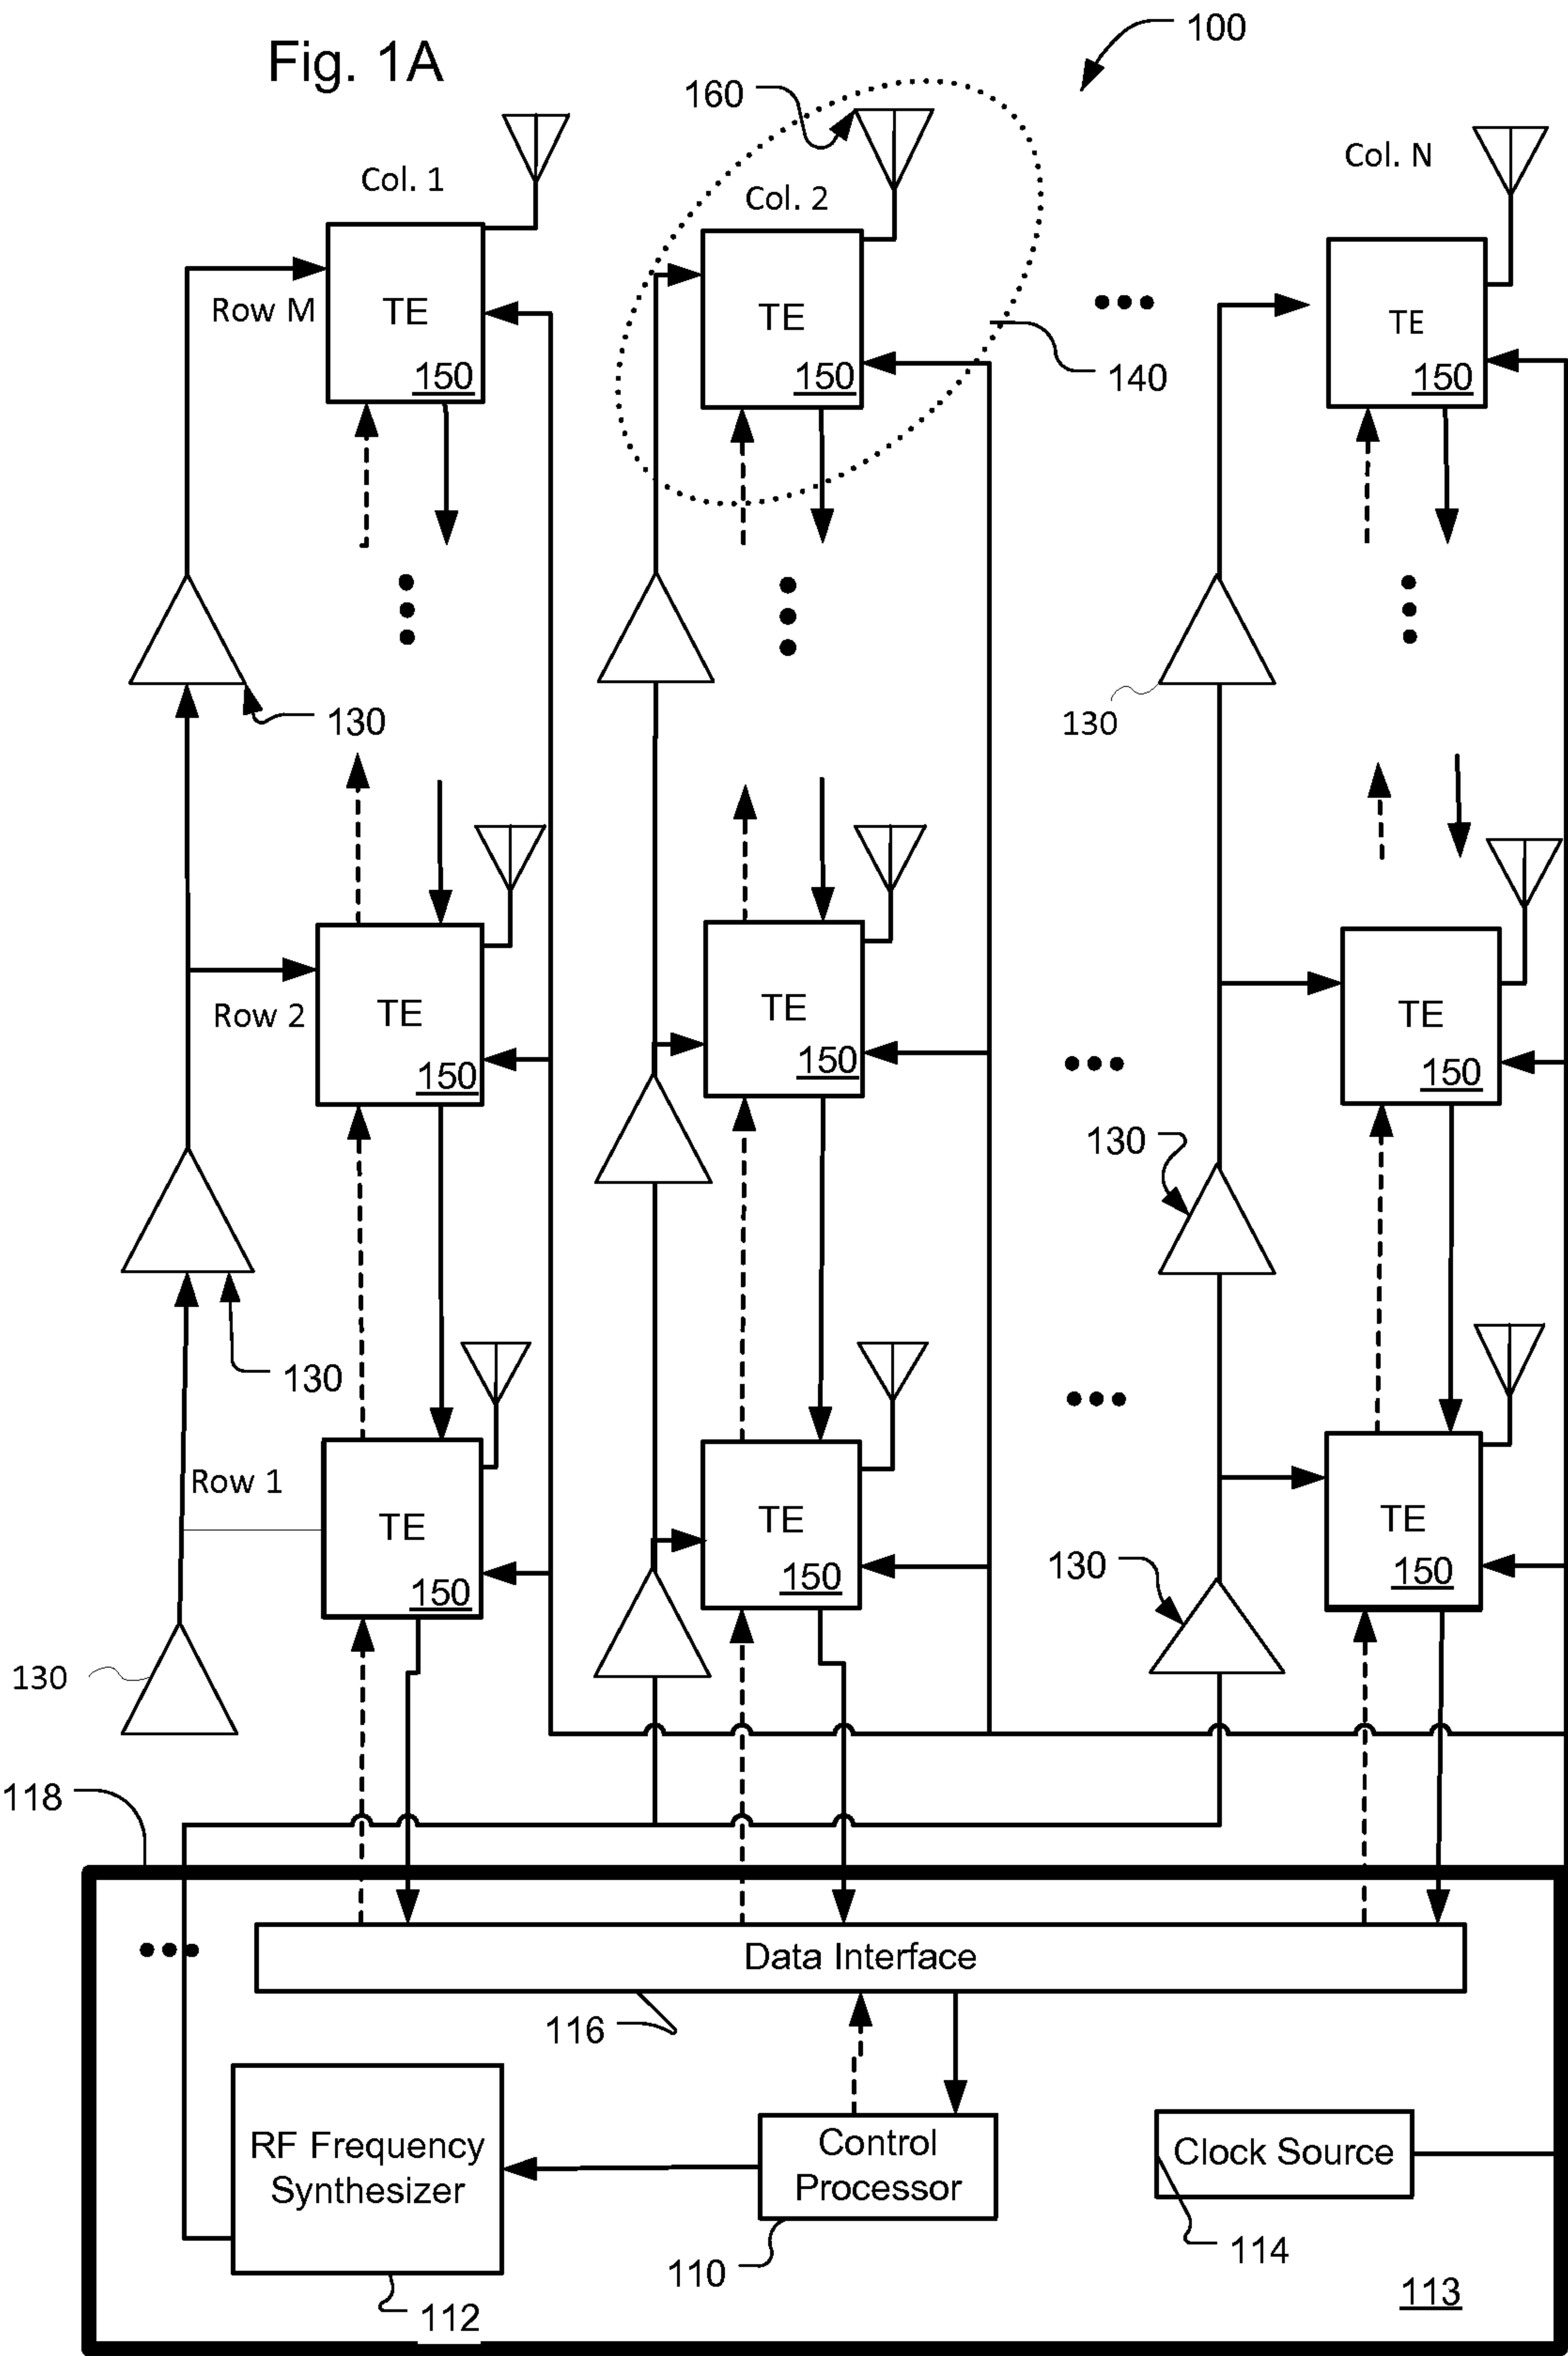 Fig. 1A
100
160
Col. 1
Col. 2
Col. N
Row M
TE
150
TE
150
TE
150
140
130
130
Row 2
TE
150
TE
150
TE
150
130
130
Row 1
TE
150
TE
150
TE
150
130
130
118
Data Interface
116
RF Frequency
Synthesizer
Control
Processor
Clock Source
110
114
112
113